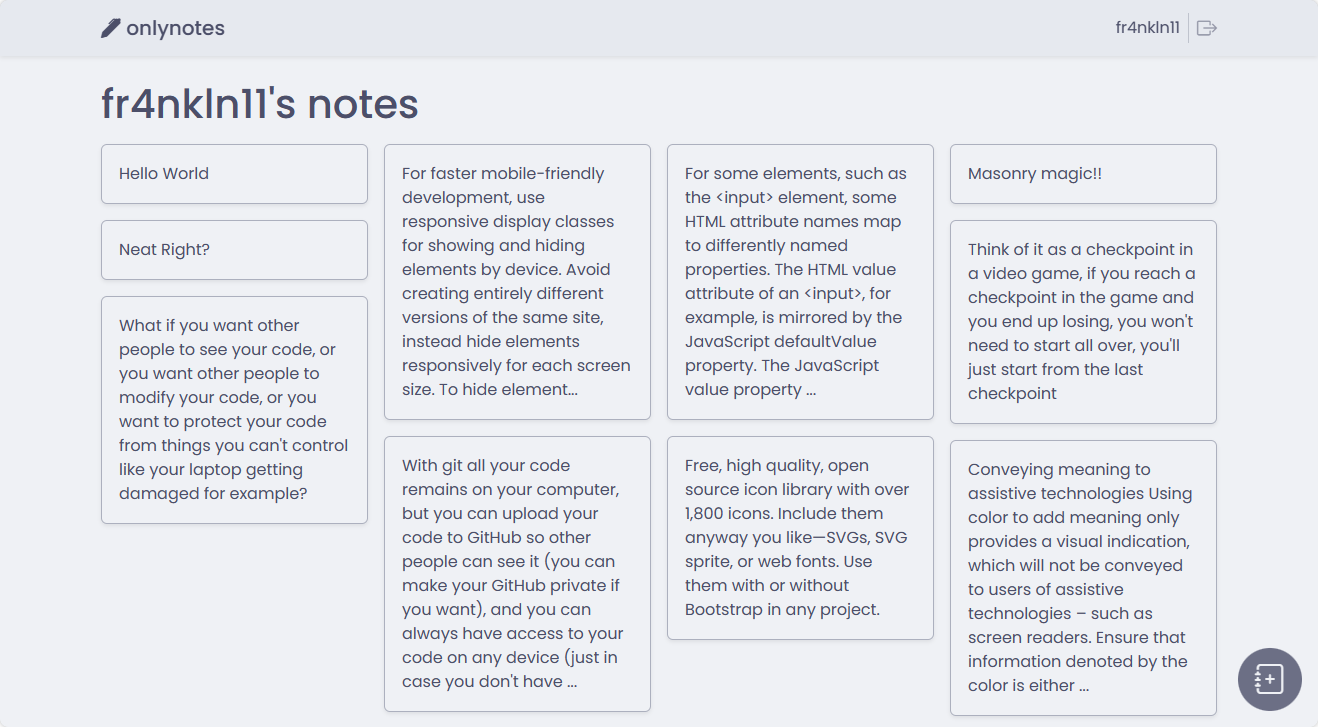 onlynotes
fr4nkln11
fr4nkln11's notes
Hello World
Neat Right?
What if you want other
people to see your code, or
you want other people to
modify your code, or you
want to protect your code
from things you can't control
like your laptop getting
damaged for example?
For faster mobile-friendly
development, use
responsive display classes
for showing and hiding
elements by device. Avoid
creating entirely different
versions of the same site,
instead hide elements
responsively for each screen
size. To hide element...
With git all your code
remains on your computer,
but you can upload your
code to GitHub so other
people can see it (you can
make your GitHub private if
you want), and you can
always have access to your
code on any device (just in
case you don't have ...
For some elements, such as
the <input> element, some
HTML attribute names map
to differently named
properties. The HTML value
attribute of an <input>, for
example, is mirrored by the
JavaScript defaultValue
property. The JavaScript
value property ...
Free, high quality, open
source icon library with over
1,800 icons. Include them
anyway you like—SVGs, SVG
sprite, or web fonts. Use
them with or without
Bootstrap in any project.
Masonry magic!!
Think of it as a checkpoint in
a video game, if you reach a
checkpoint in the game and
you end up losing, you won't
need to start all over, you'll
just start from the last
checkpoint
Conveying meaning to
assistive technologies Using
color to add meaning only
provides a visual indication,
which will not be conveyed
to users of assistive
technologies – such as
screen readers. Ensure that
information denoted by the
color is either ...